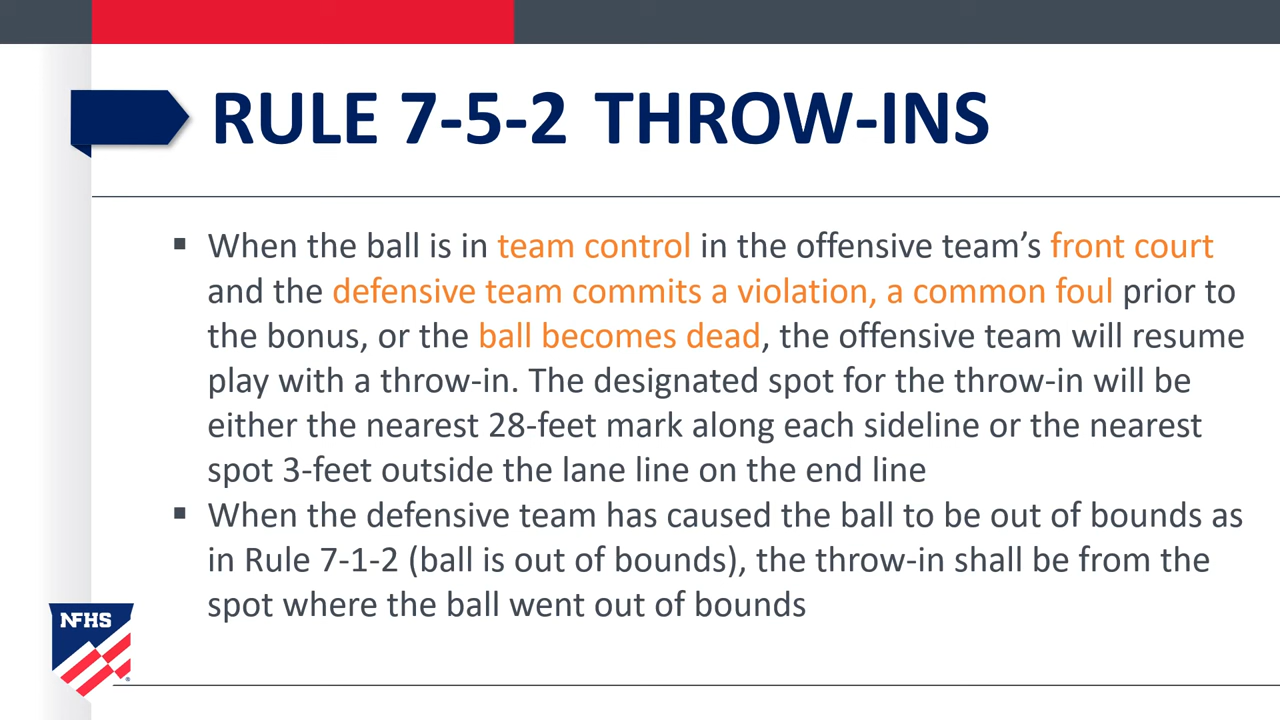 RULE 7-5-2 THROW-INS
▪ When the ball is in team control in the offensive team’s front court
and the defensive team commits a violation, a common foul prior to
the bonus, or the ball becomes dead, the offensive team will resume
play with a throw-in. The designated spot for the throw-in will be
either the nearest 28-feet mark along each sideline or the nearest
spot 3-feet outside the lane line on the end line
▪ When the defensive team has caused the ball to be out of bounds as
in Rule 7-1-2 (ball is out of bounds), the throw-in shall be from the
spot where the ball went out of bounds
NFHS